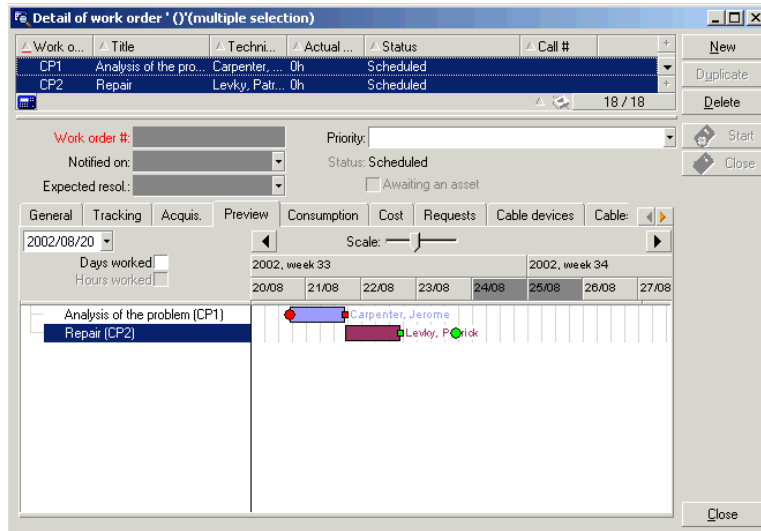 Detail of work order ' ()'(multiple selection)
Work o... Title Techni... Actual ... Status Call #
CP1 Analysis of the pro... Carpenter, ... 0h Scheduled
CP2 Repair Levky, Patr... 0h Scheduled
18 / 18
New
Duplicate
Delete
Start
Close
Work order #: Priority:
Notified on: Status: Scheduled
Expected resol.: Awaiting an asset
General Tracking Acquis. Preview Consumption Cost Requests Cable devices Cable
2002/08/20 Scale:
Days worked 2002, week 33 2002, week 34
Hours worked
20/08 21/08 22/08 23/08 24/08 25/08 26/08 27/08
Analysis of the problem (CP1) Carpenter, Jerome
Repair (CP2) Levky, Patrick
Close